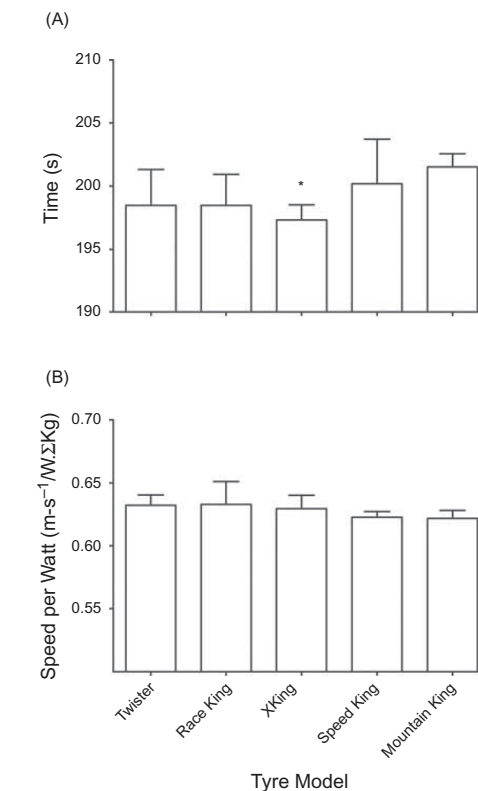 (A)
210
205
200
195
190
Time (s)
*
(B)
0.70
0.65
0.60
0.55
Speed per Watt (m-s⁻¹/W.ΣKg)
Twister
Race King
XKing
Speed King
Mountain King
Tyre Model